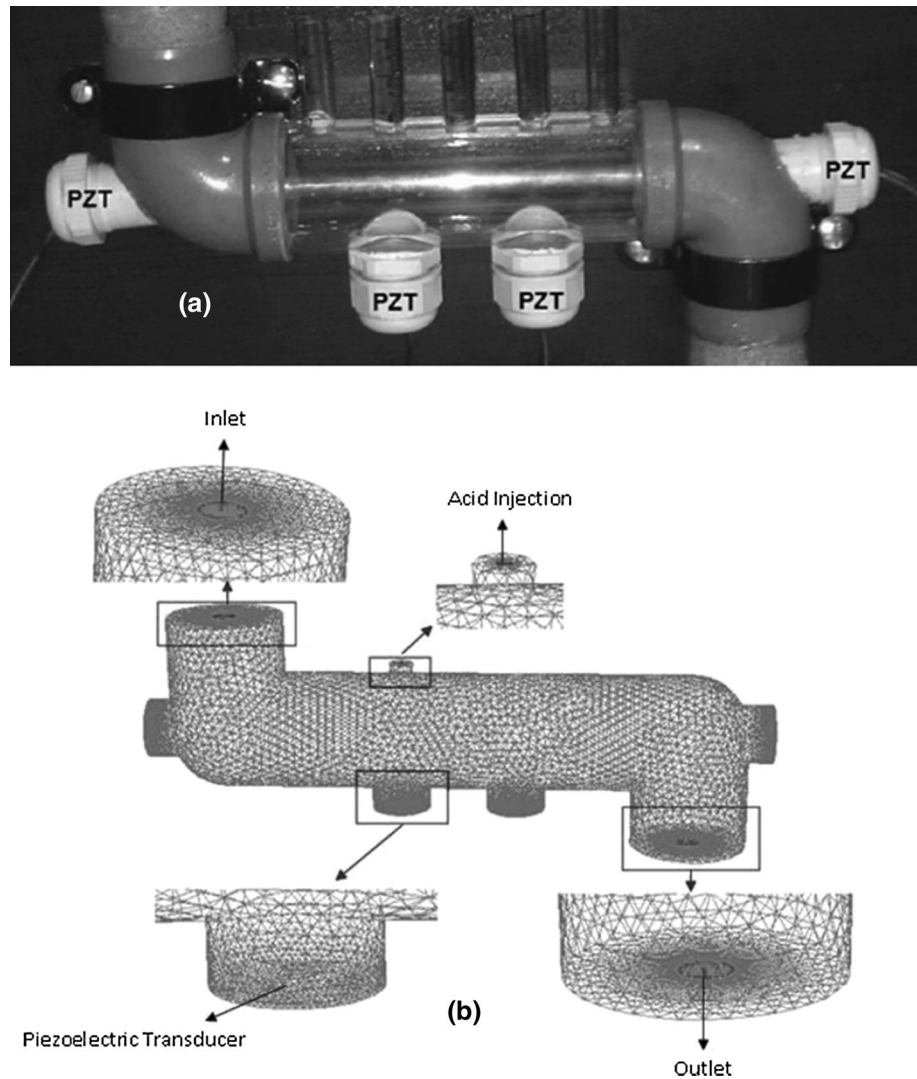 PZT
PZT
PZT
PZT
(a)
Inlet
Acid Injection
Piezoelectric Transducer
(b)
Outlet